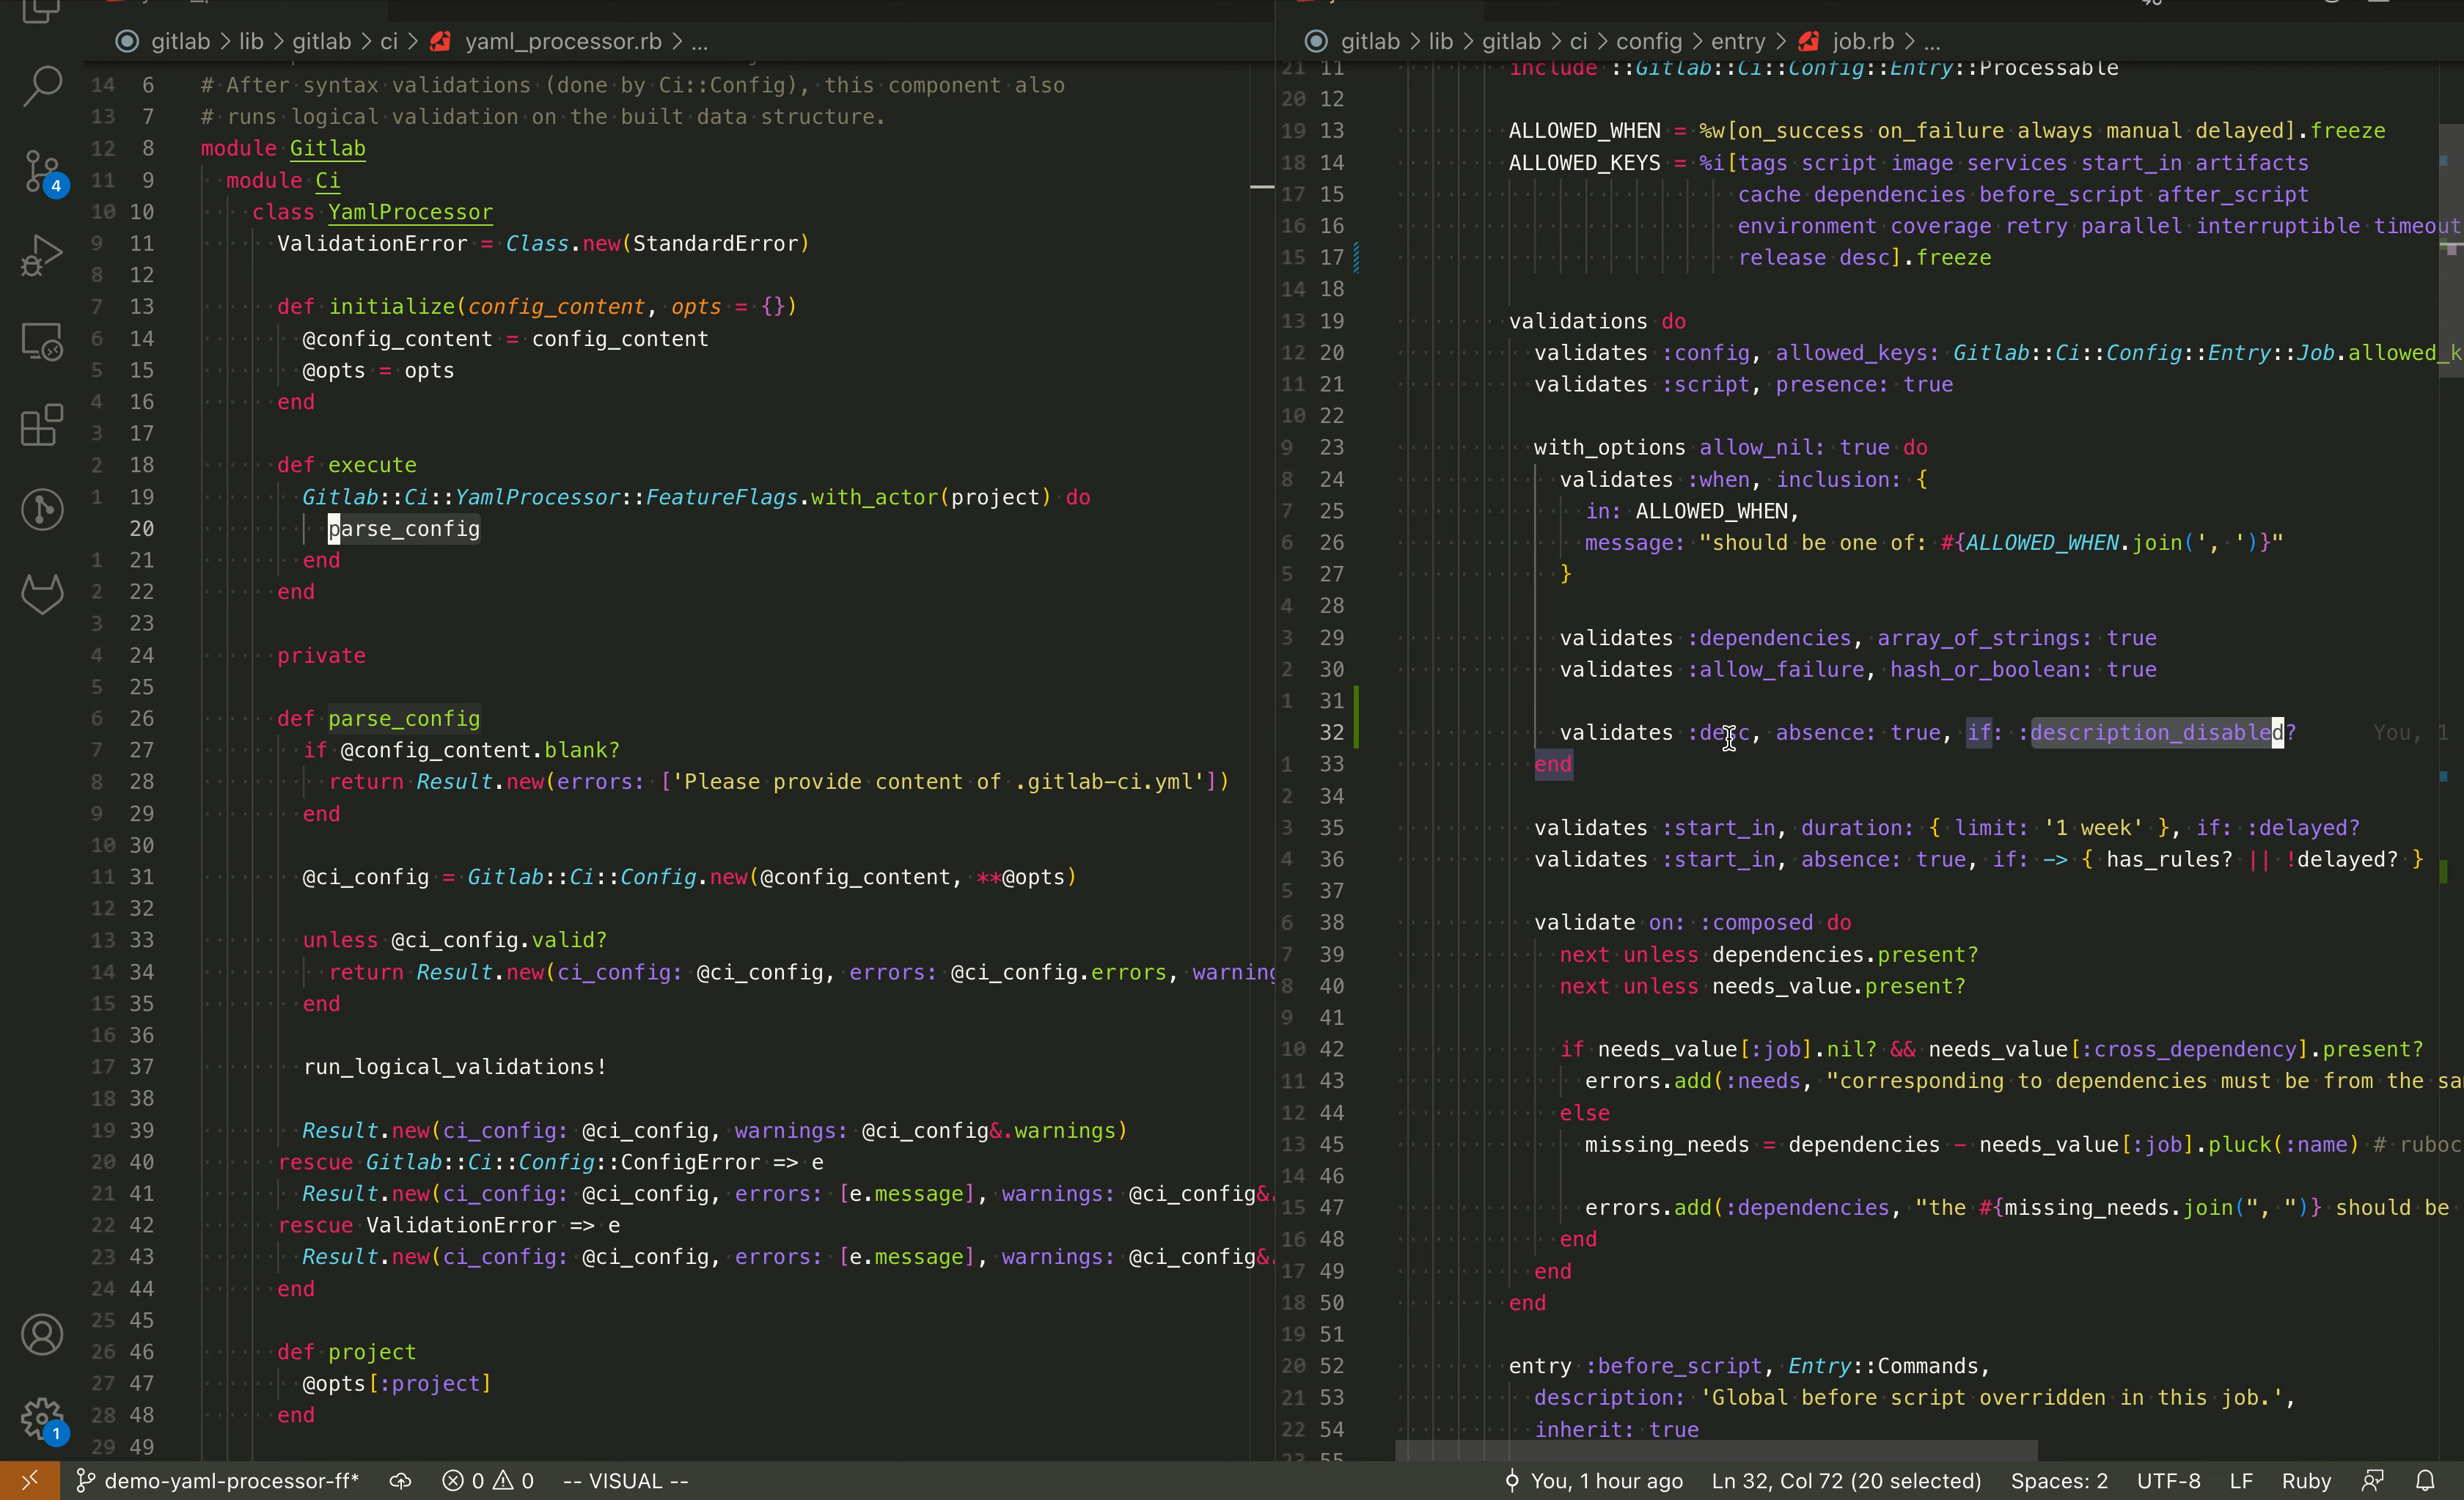 gitlab > lib > gitlab > ci > yaml_processor.rb > ...
14 6 # After syntax validations (done by Ci::Config), this component also
13 7 # runs logical validation on the built data structure.
12 8 module Gitlab
11 9 module Ci
10 10 class YamlProcessor
9 11 ValidationError = Class.new(StandardError)
8 12
7 13 def initialize(config_content, opts = {})
6 14 @config_content = config_content
5 15 @opts = opts
4 16 end
3 17
2 18 def execute
1 19 Gitlab::Ci::YamlProcessor::FeatureFlags.with_actor(project) do
20 parse_config
1 21 end
2 22 end
3 23
4 24 private
5 25
6 26 def parse_config
7 27 if @config_content.blank?
8 28 return Result.new(errors: ['Please provide content of .gitlab-ci.yml'])
9 29 end
10 30
11 31 @ci_config = Gitlab::Ci::Config.new(@config_content, **@opts)
12 32
13 33 unless @ci_config.valid?
14 34 return Result.new(ci_config: @ci_config, errors: @ci_config.errors, warning
15 35 end
16 36
17 37 run_logical_validations!
18 38
19 39 Result.new(ci_config: @ci_config, warnings: @ci_config&.warnings)
20 40 rescue Gitlab::Ci::Config::ConfigError => e
21 41 Result.new(ci_config: @ci_config, errors: [e.message], warnings: @ci_config&.
22 42 rescue ValidationError => e
23 43 Result.new(ci_config: @ci_config, errors: [e.message], warnings: @ci_config&.
24 44 end
25 45
26 46 def project
27 47 @opts[:project]
28 48 end
29 49
gitlab > lib > gitlab > ci > config > entry > job.rb > ...
21 11 include ::Gitlab::Ci::Config::Entry::Processable
20 12
19 13 ALLOWED_WHEN = %w[on_success on_failure always manual delayed].freeze
18 14 ALLOWED_KEYS = %i[tags script image services start_in artifacts
17 15 cache dependencies before_script after_script
16 16 environment coverage retry parallel interruptible timeout
15 17 release desc].freeze
14 18
13 19 validations do
12 20 validates :config, allowed_keys: Gitlab::Ci::Config::Entry::Job.allowed_k
11 21 validates :script, presence: true
10 22
9 23 with_options allow_nil: true do
8 24 validates :when, inclusion: {
7 25 in: ALLOWED_WHEN,
6 26 message: "should be one of: #{ALLOWED_WHEN.join(', ')}"
5 27 }
4 28
3 29 validates :dependencies, array_of_strings: true
2 30 validates :allow_failure, hash_or_boolean: true
1 31
32 validates :desc, absence: true, if: :description_disabled? You, 1
1 33 end
2 34
3 35 validates :start_in, duration: { limit: '1 week' }, if: :delayed?
4 36 validates :start_in, absence: true, if: -> { has_rules? || !delayed? }
5 37
6 38 validate on: :composed do
7 39 next unless dependencies.present?
8 40 next unless needs_value.present?
9 41
10 42 if needs_value[:job].nil? && needs_value[:cross_dependency].present?
11 43 errors.add(:needs, "corresponding to dependencies must be from the sa
12 44 else
13 45 missing_needs = dependencies - needs_value[:job].pluck(:name) # ruboc
14 46
15 47 errors.add(:dependencies, "the #{missing_needs.join(", ")} should be
16 48 end
17 49 end
18 50 end
19 51
20 52 entry :before_script, Entry::Commands,
21 53 description: 'Global before script overridden in this job.',
22 54 inherit: true
4
1
demo-yaml-processor-ff* 0 0 -- VISUAL -- You, 1 hour ago Ln 32, Col 72 (20 selected) Spaces: 2 UTF-8 LF Ruby